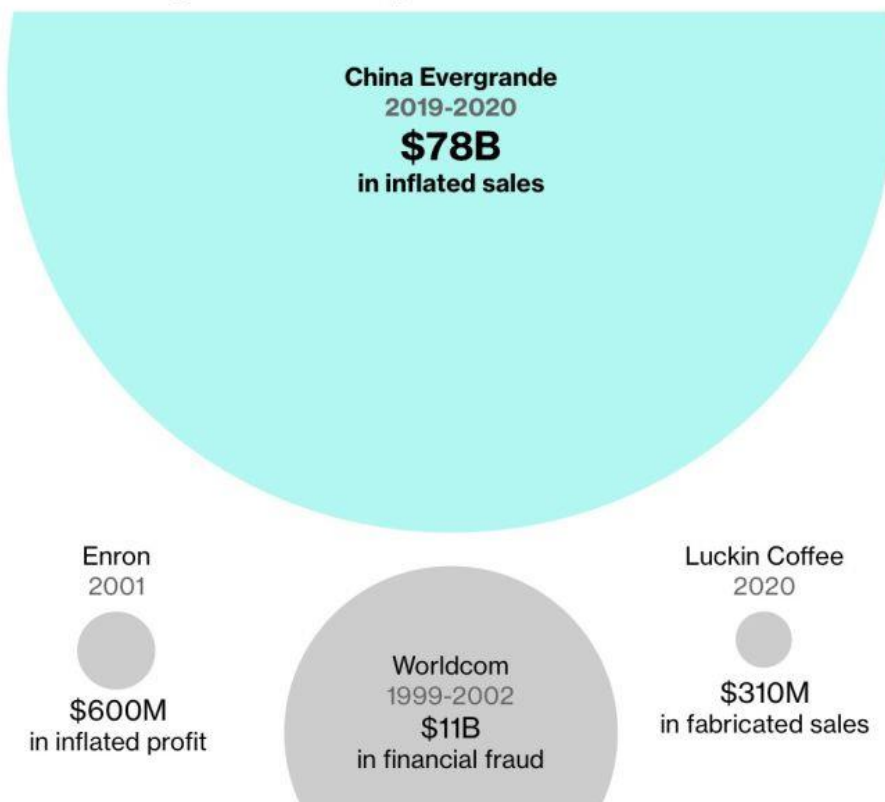 China Evergrande
2019-2020
$78B
in inflated sales
Enron
2001
$600M
in inflated profit
Worldcom
1999-2002
$11B
in financial fraud
Luckin Coffee
2020
$310M
in fabricated sales